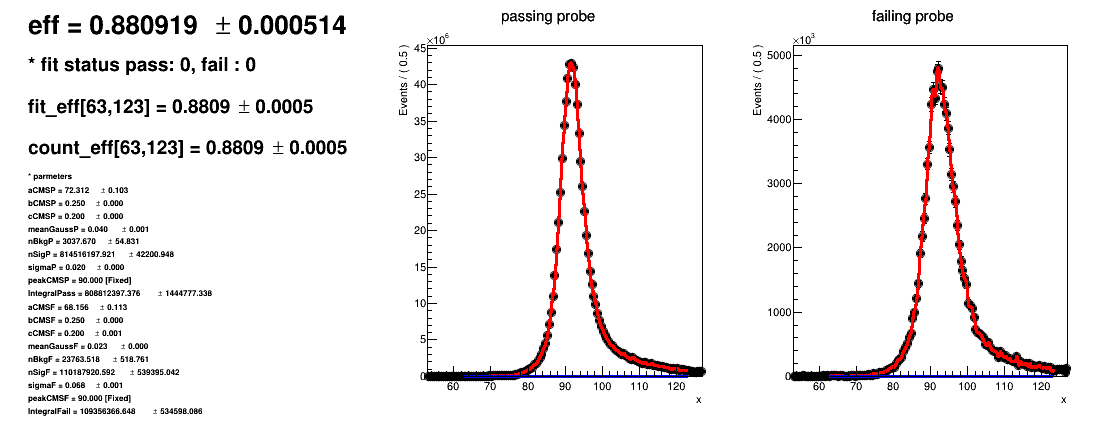 eff = 0.880919 ± 0.000514
* fit status pass: 0, fail : 0
fit_eff[63,123] = 0.8809 ± 0.0005
count_eff[63,123] = 0.8809 ± 0.0005
* parmeters
aCMSP = 72.312 ± 0.103
bCMSP = 0.250 ± 0.000
cCMSP = 0.200 ± 0.000
meanGaussP = 0.040 ± 0.001
nBkgP = 3037.670 ± 54.831
nSigP = 814516197.921 ± 42200.948
sigmaP = 0.020 ± 0.000
peakCMSP = 90.000 [Fixed]
IntegralPass = 808812397.376 ± 1444777.338
aCMSF = 68.156 ± 0.113
bCMSF = 0.250 ± 0.000
cCMSF = 0.200 ± 0.001
meanGaussF = 0.023 ± 0.000
nBkgF = 23763.518 ± 518.761
nSigF = 110187920.592 ± 539395.042
sigmaF = 0.068 ± 0.001
peakCMSF = 90.000 [Fixed]
IntegralFail = 109356366.648 ± 534598.086
passing probe
×10⁶
Events / ( 0.5 )
45
40
35
30
25
20
15
10
5
0
60 70 80 90 100 110 120
x
failing probe
×10³
Events / ( 0.5 )
5000
4000
3000
2000
1000
0
60 70 80 90 100 110 120
x